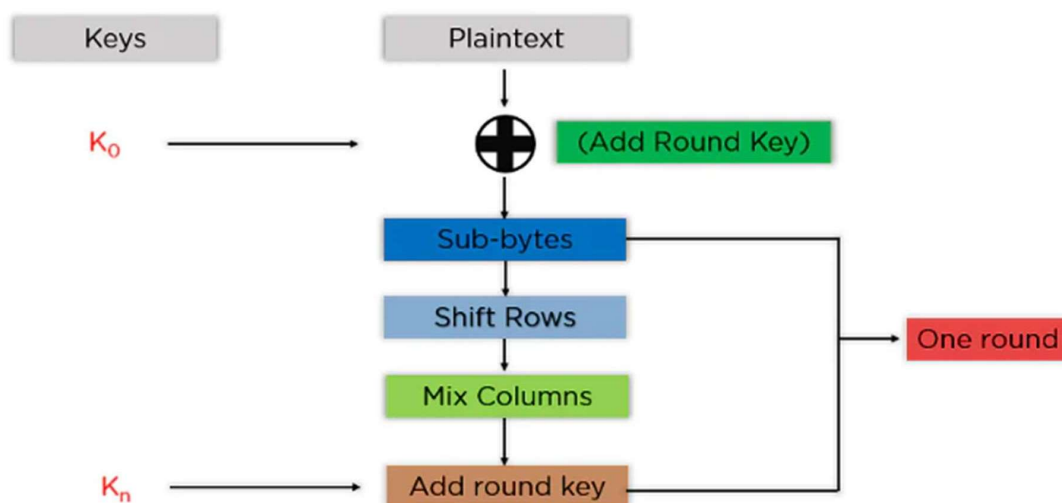 Keys
Plaintext
K₀
(Add Round Key)
Sub-bytes
Shift Rows
One round
Mix Columns
Kₙ
Add round key